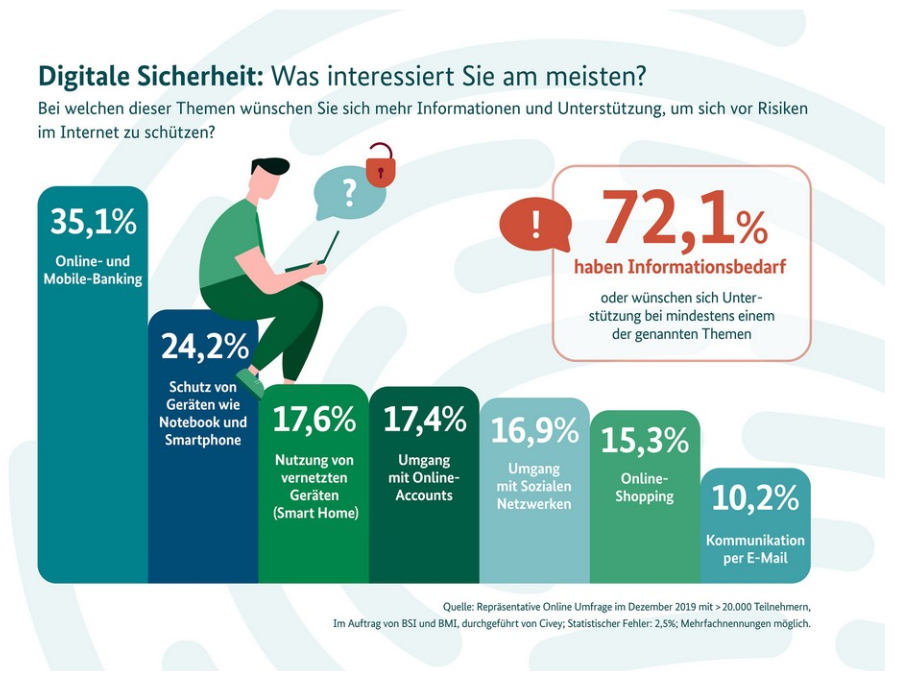 Digitale Sicherheit: Was interessiert Sie am meisten?
Bei welchen dieser Themen wünschen Sie sich mehr Informationen und Unterstützung, um sich vor Risiken
im Internet zu schützen?
35,1%
Online- und
Mobile-Banking
24,2%
Schutz von
Geräten wie
Notebook und
Smartphone
17,6%
Nutzung von
vernetzten
Geräten
(Smart Home)
17,4%
Umgang
mit Online-
Accounts
16,9%
Umgang
mit Sozialen
Netzwerken
15,3%
Online-
Shopping
10,2%
Kommunikation
per E-Mail
?
!
72,1%
haben Informationsbedarf
oder wünschen sich Unter-
stützung bei mindestens einem
der genannten Themen
Quelle: Repräsentative Online Umfrage im Dezember 2019 mit > 20.000 Teilnehmern,
Im Auftrag von BSI und BMI, durchgeführt von Civey; Statistischer Fehler: 2,5%; Mehrfachnennungen möglich.